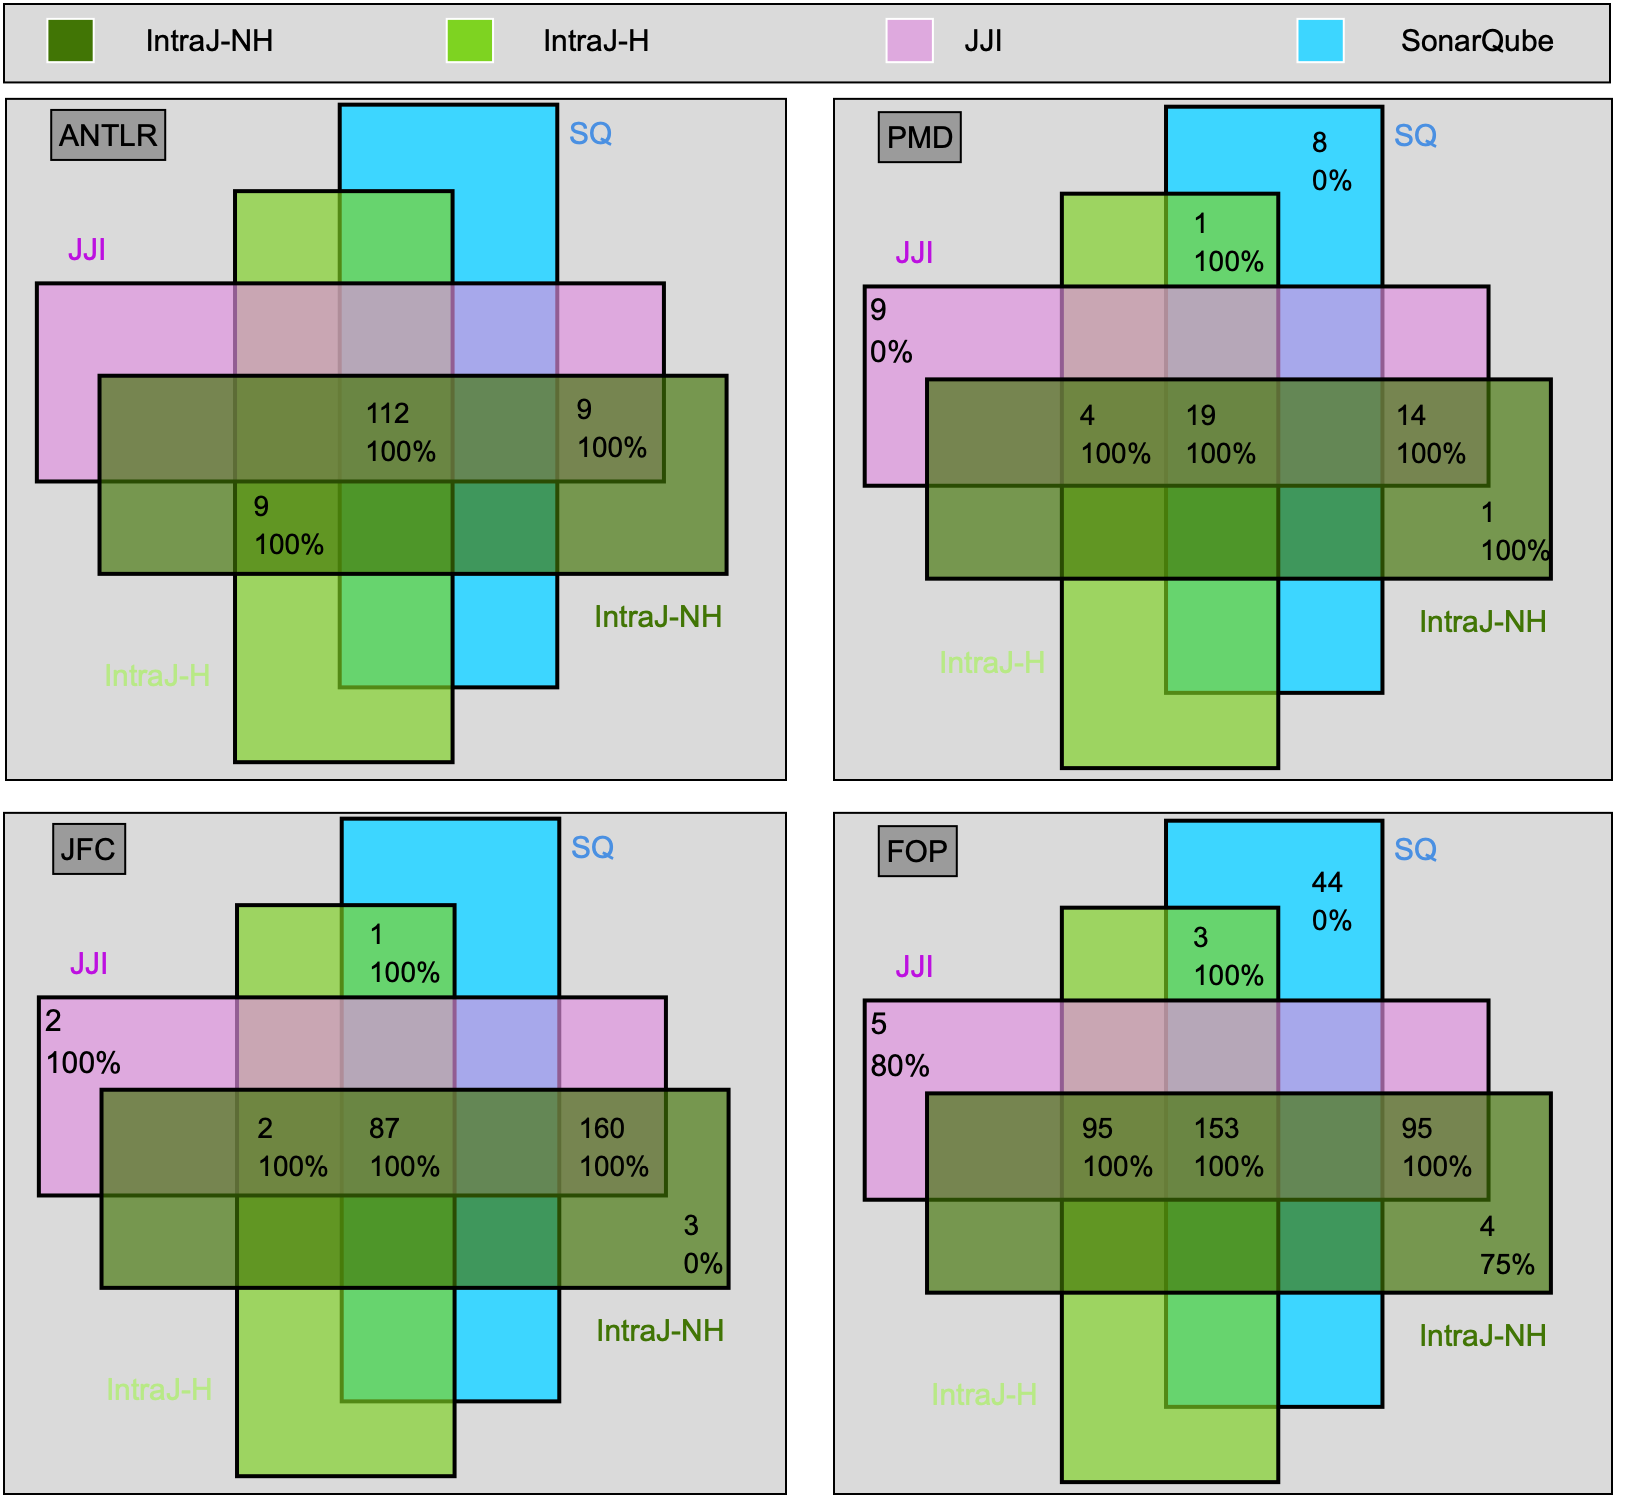 IntraJ-NH IntraJ-H JJI SonarQube
ANTLR
SQ
JJI
112
100%
9
100%
9
100%
IntraJ-NH
IntraJ-H
PMD
SQ
8
0%
1
100%
JJI
9
0%
4
100%
19
100%
14
100%
1
100%
IntraJ-NH
IntraJ-H
JFC
SQ
1
100%
JJI
2
100%
2
100%
87
100%
160
100%
3
0%
IntraJ-NH
IntraJ-H
FOP
SQ
44
0%
3
100%
JJI
5
80%
95
100%
153
100%
95
100%
4
75%
IntraJ-NH
IntraJ-H